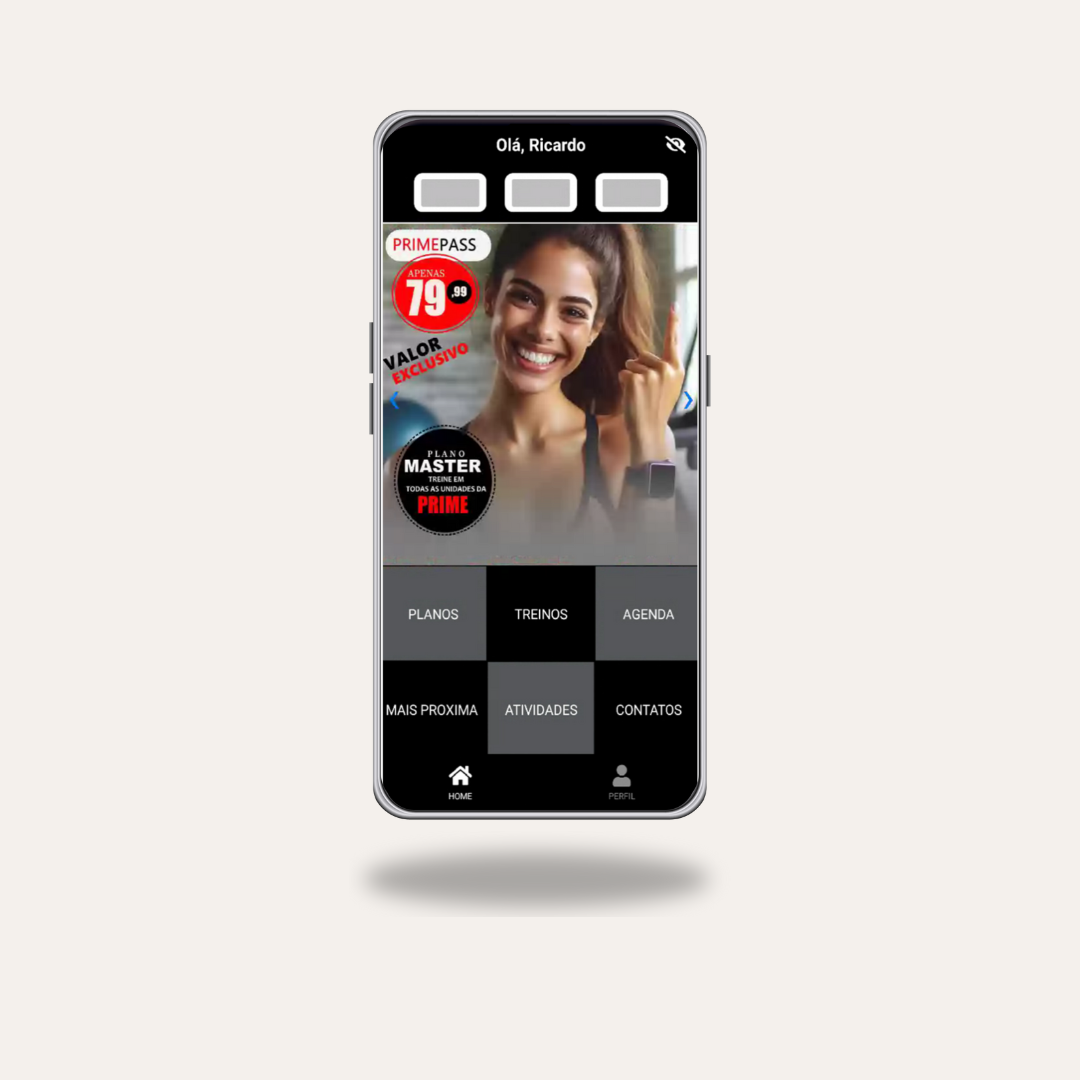 Olá, Ricardo
PRIMEPASS
APENAS
79,99
VALOR
EXCLUSIVO
PLANO
MASTER
TREINE EM
TODAS AS UNIDADES DA
PRIME
PLANOS
TREINOS
AGENDA
MAIS PROXIMA
ATIVIDADES
CONTATOS
HOME
PERFIL